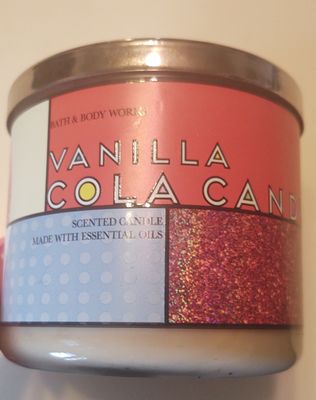 BATH & BODY WORKS
VANILLA
COLA CAND
SCENTED CANDLE
MADE WITH ESSENTIAL OILS